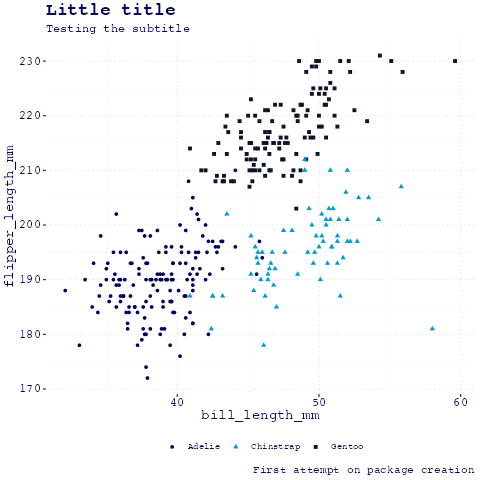 Little title
Testing the subtitle
flipper_length_mm
230
220
210
200
190
180
170
40 50 60
bill_length_mm
Adelie Chinstrap Gentoo
First attempt on package creation